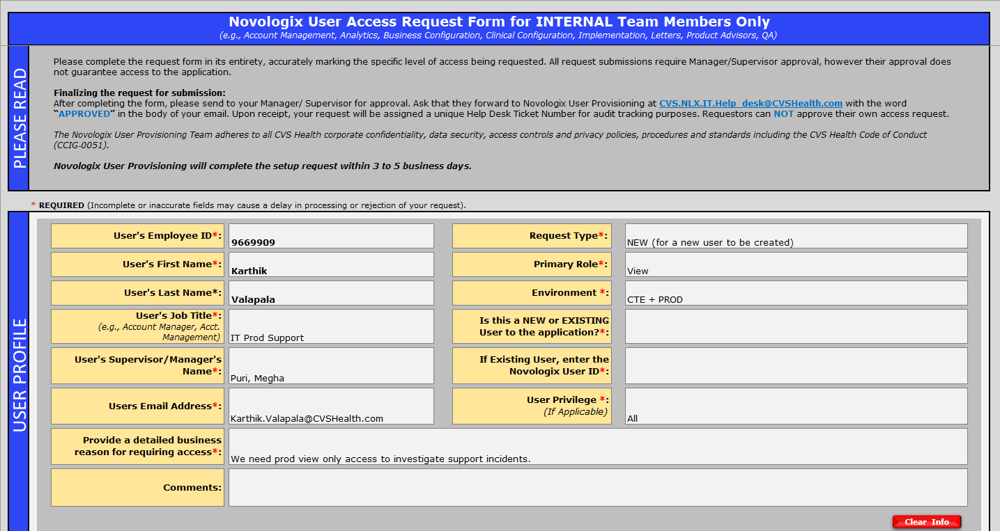 Novologix User Access Request Form for INTERNAL Team Members Only
(e.g., Account Management, Analytics, Business Configuration, Clinical Configuration, Implementation, Letters, Product Advisors, QA)
PLEASE READ
Please complete the request form in its entirety, accurately marking the specific level of access being requested. All request submissions require Manager/Supervisor approval, however their approval does
not guarantee access to the application.
Finalizing the request for submission:
After completing the form, please send to your Manager/ Supervisor for approval. Ask that they forward to Novologix User Provisioning at CVS.NLX.IT.Help_desk@CVSHealth.com with the word
“APPROVED” in the body of your email. Upon receipt, your request will be assigned a unique Help Desk Ticket Number for audit tracking purposes. Requestors can NOT approve their own access request.
The Novologix User Provisioning Team adheres to all CVS Health corporate confidentiality, data security, access controls and privacy policies, procedures and standards including the CVS Health Code of Conduct
(CCIG-0051).
Novologix User Provisioning will complete the setup request within 3 to 5 business days.
* REQUIRED (Incomplete or inaccurate fields may cause a delay in processing or rejection of your request).
USER PROFILE
User's Employee ID*: 9669909
Request Type*: NEW (for a new user to be created)
User's First Name*: Karthik
Primary Role*: View
User's Last Name*: Valapala
Environment *: CTE + PROD
User's Job Title*:
(e.g., Account Manager, Acct.
Management)
IT Prod Support
Is this a NEW or EXISTING
User to the application?*:
User's Supervisor/Manager's
Name*:
Puri, Megha
If Existing User, enter the
Novologix User ID*:
Users Email Address*:
Karthik.Valapala@CVSHealth.com
User Privilege *:
(If Applicable)
All
Provide a detailed business
reason for requiring access*:
We need prod view only access to investigate support incidents.
Comments:
Clear Info